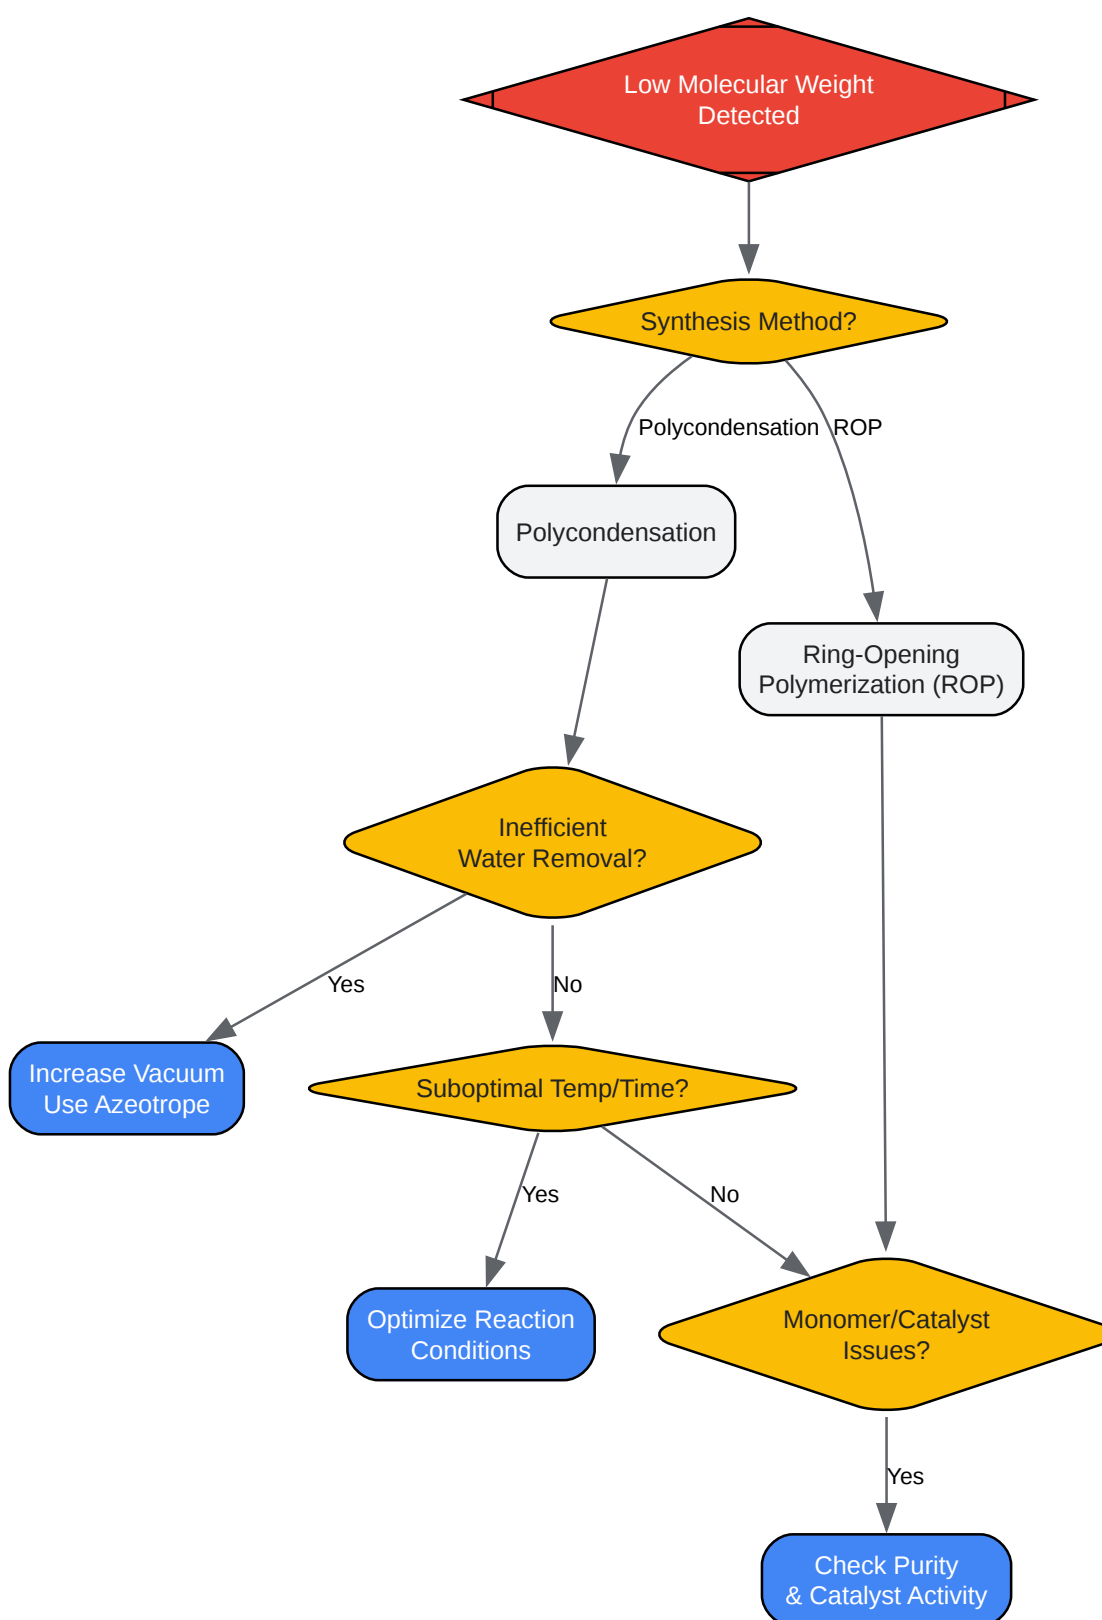 Low Molecular Weight
Detected
Synthesis Method?
Polycondensation
ROP
Polycondensation
Ring-Opening
Polymerization (ROP)
Inefficient
Water Removal?
Yes
No
Increase Vacuum
Use Azeotrope
Suboptimal Temp/Time?
Yes
No
Optimize Reaction
Conditions
Monomer/Catalyst
Issues?
Yes
Check Purity
& Catalyst Activity